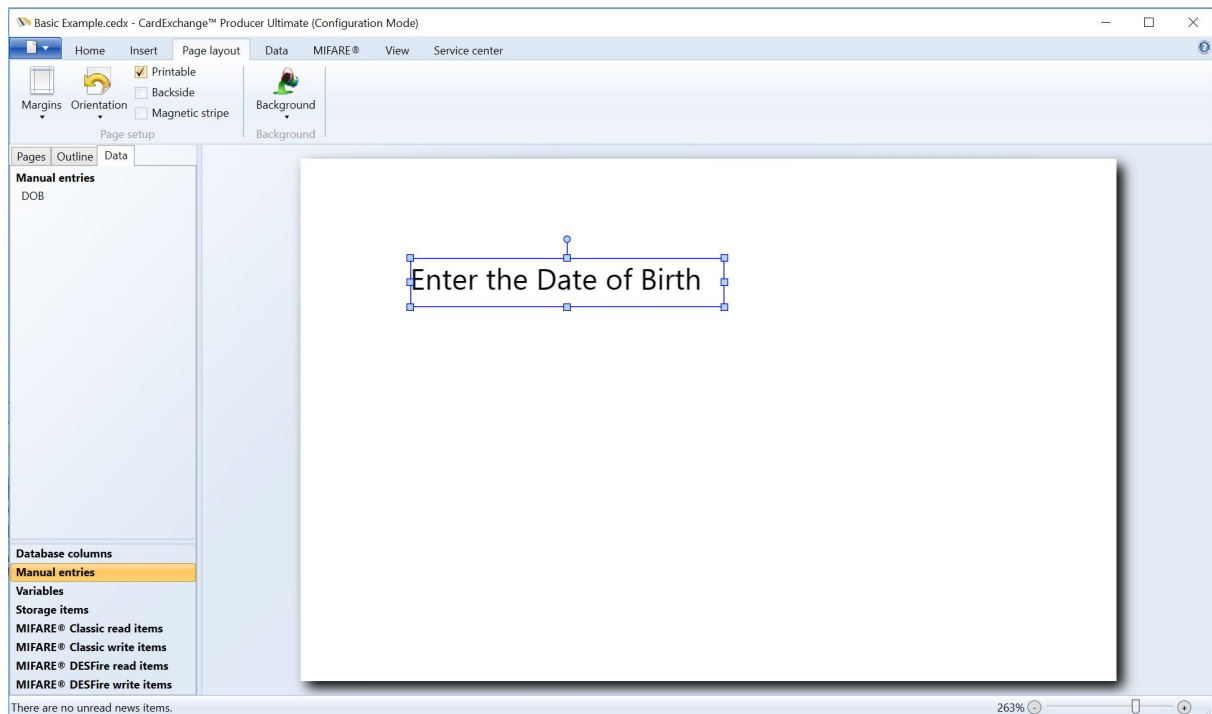 Basic Example.cedx - CardExchange™ Producer Ultimate (Configuration Mode)
Home Insert Page layout Data MIFARE® View Service center
Margins
Orientation
Printable
Backside
Magnetic stripe
Page setup
Background
Background
Pages Outline Data
Manual entries
DOB
Enter the Date of Birth
Database columns
Manual entries
Variables
Storage items
MIFARE® Classic read items
MIFARE® Classic write items
MIFARE® DESFire read items
MIFARE® DESFire write items
There are no unread news items.
263%